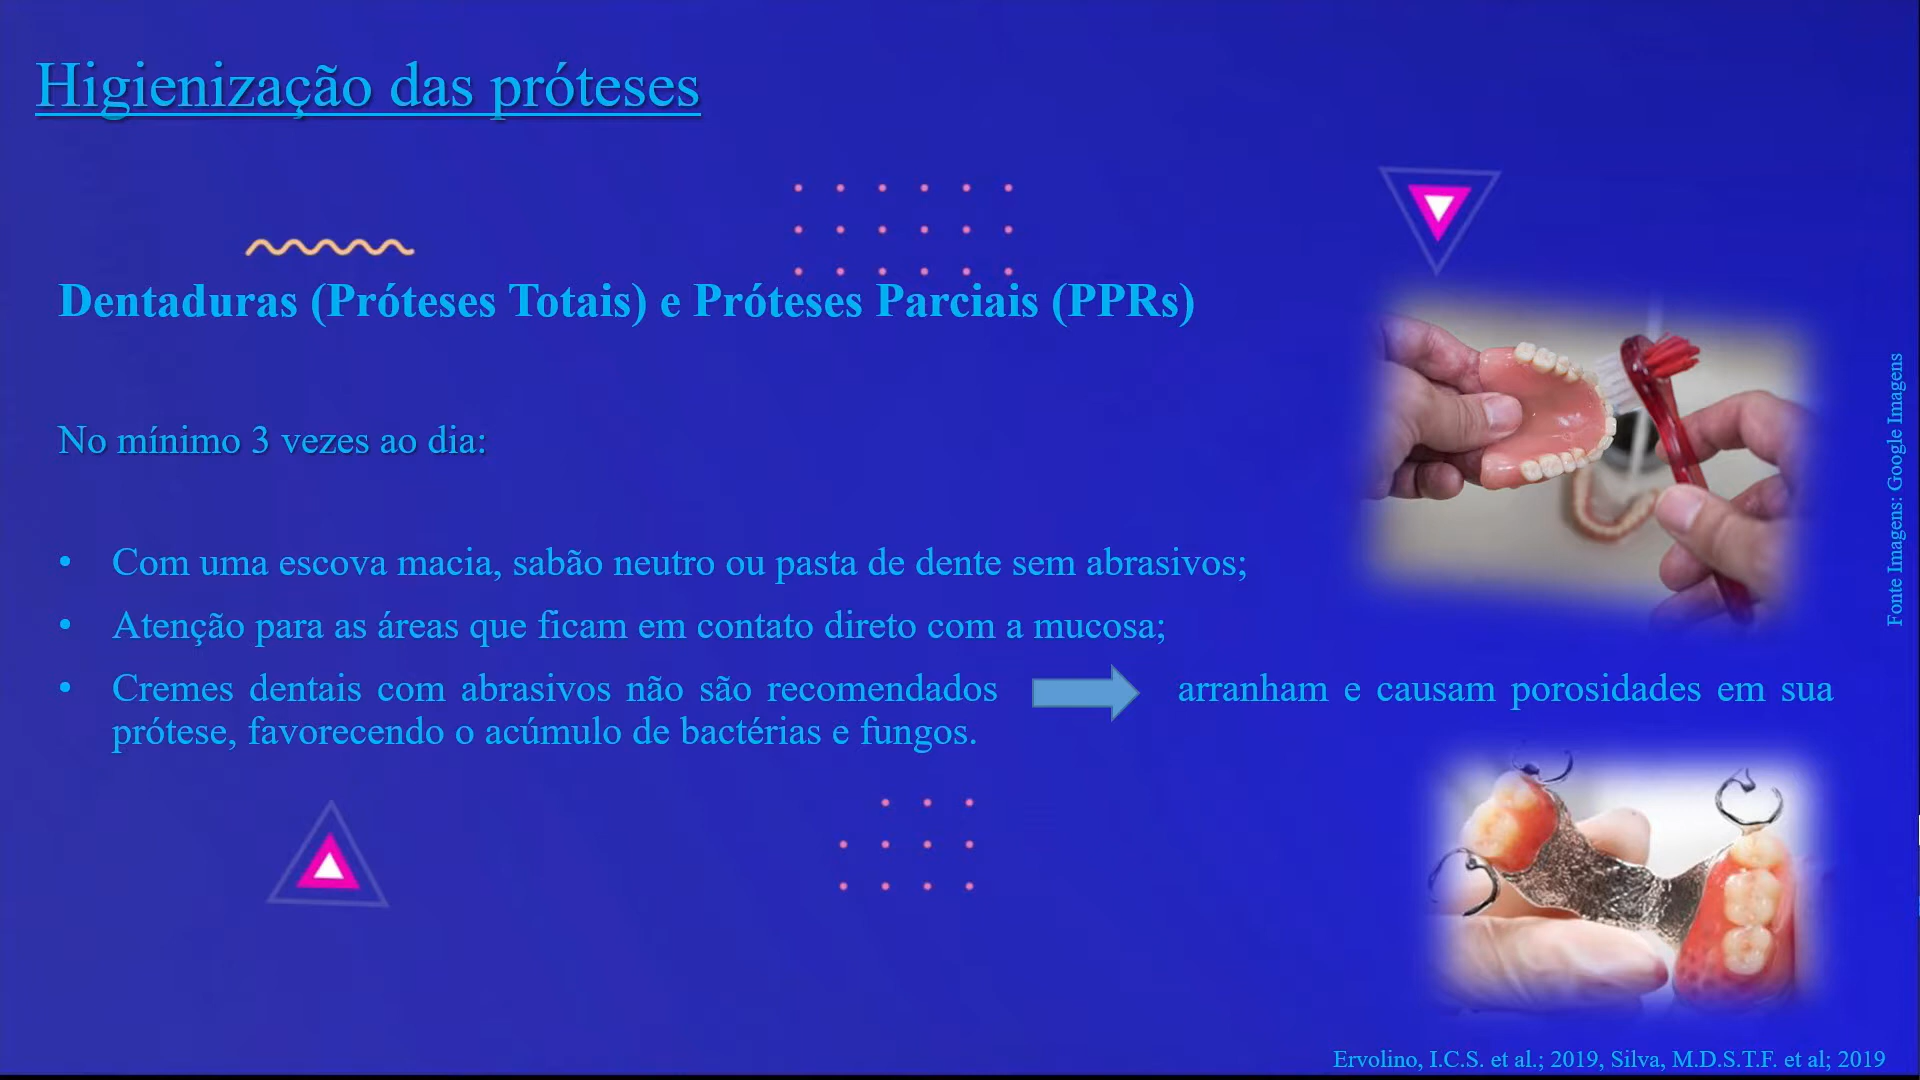 Higienização das próteses
Dentaduras (Próteses Totais) e Próteses Parciais (PPRs)
No mínimo 3 vezes ao dia:
• Com uma escova macia, sabão neutro ou pasta de dente sem abrasivos;
• Atenção para as áreas que ficam em contato direto com a mucosa;
• Cremes dentais com abrasivos não são recomendados arranham e causam porosidades em sua
prótese, favorecendo o acúmulo de bactérias e fungos.
Fonte Imagens: Google Imagens
Ervolino, I.C.S. et al.; 2019, Silva, M.D.S.T.F. et al; 2019